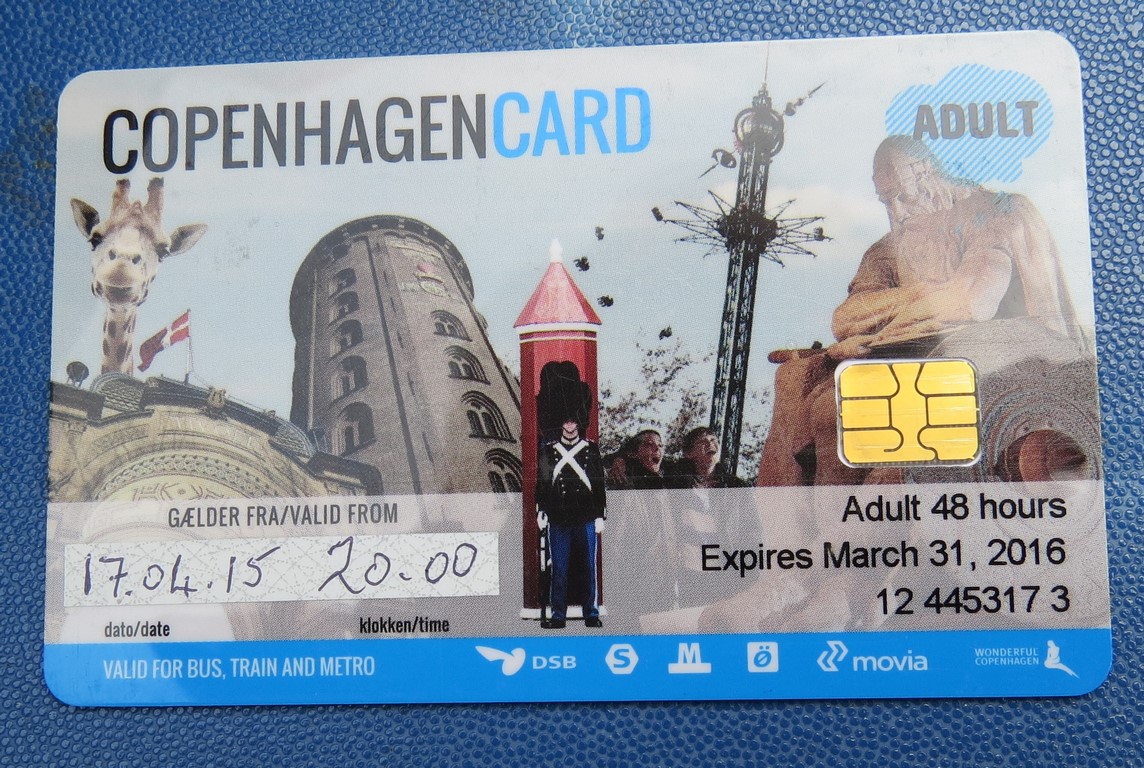 COPENHAGENCARD
ADULT
GÆLDER FRA/VALID FROM
17.04.15 20.00
dato/date klokken/time
Adult 48 hours
Expires March 31, 2016
12 445317 3
VALID FOR BUS, TRAIN AND METRO
DSB S M Ö movia
WONDERFUL
COPENHAGEN